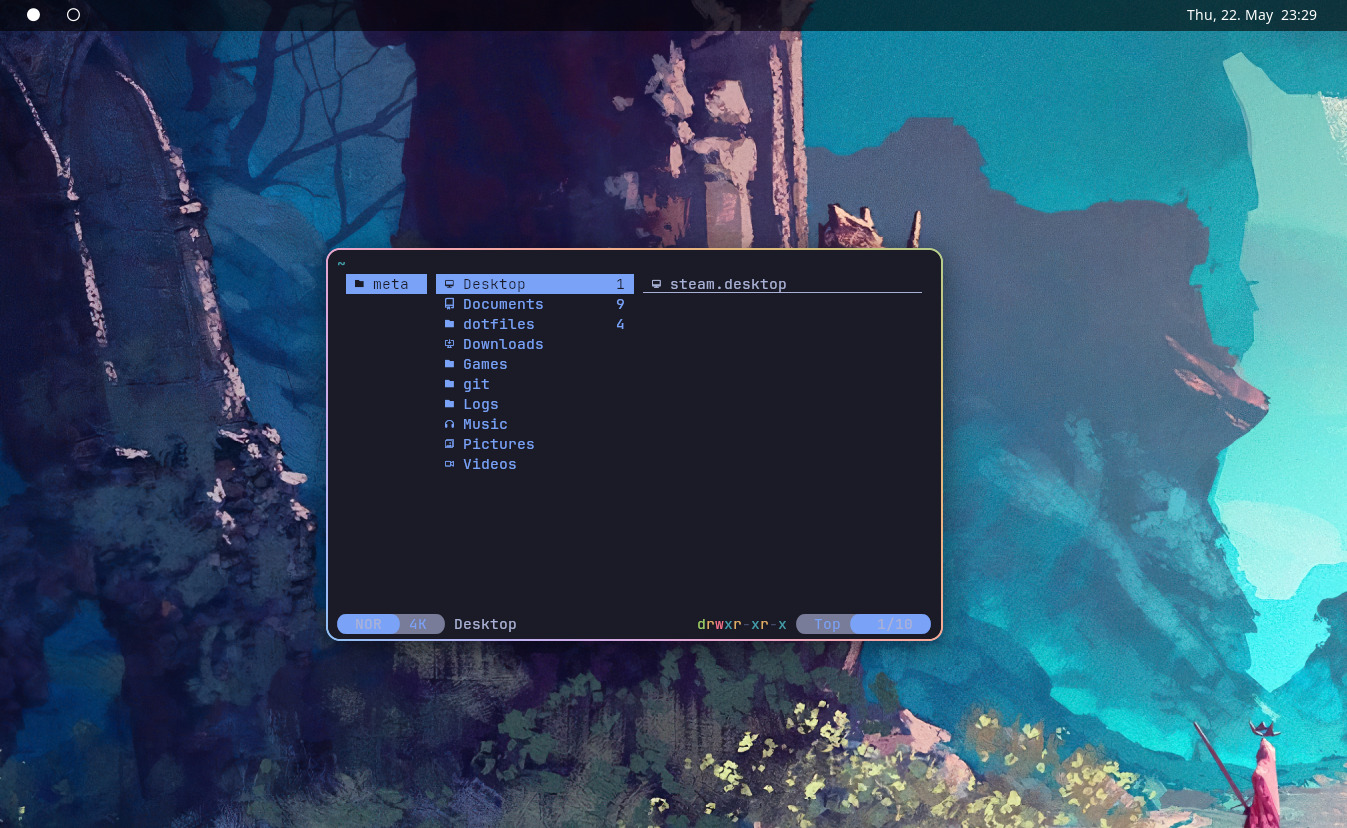 Thu, 22. May 23:29
~
meta Desktop 1 steam.desktop
Documents 9
dotfiles 4
Downloads
Games
git
Logs
Music
Pictures
Videos
NOR 4K Desktop drwxr-xr-x Top 1/10